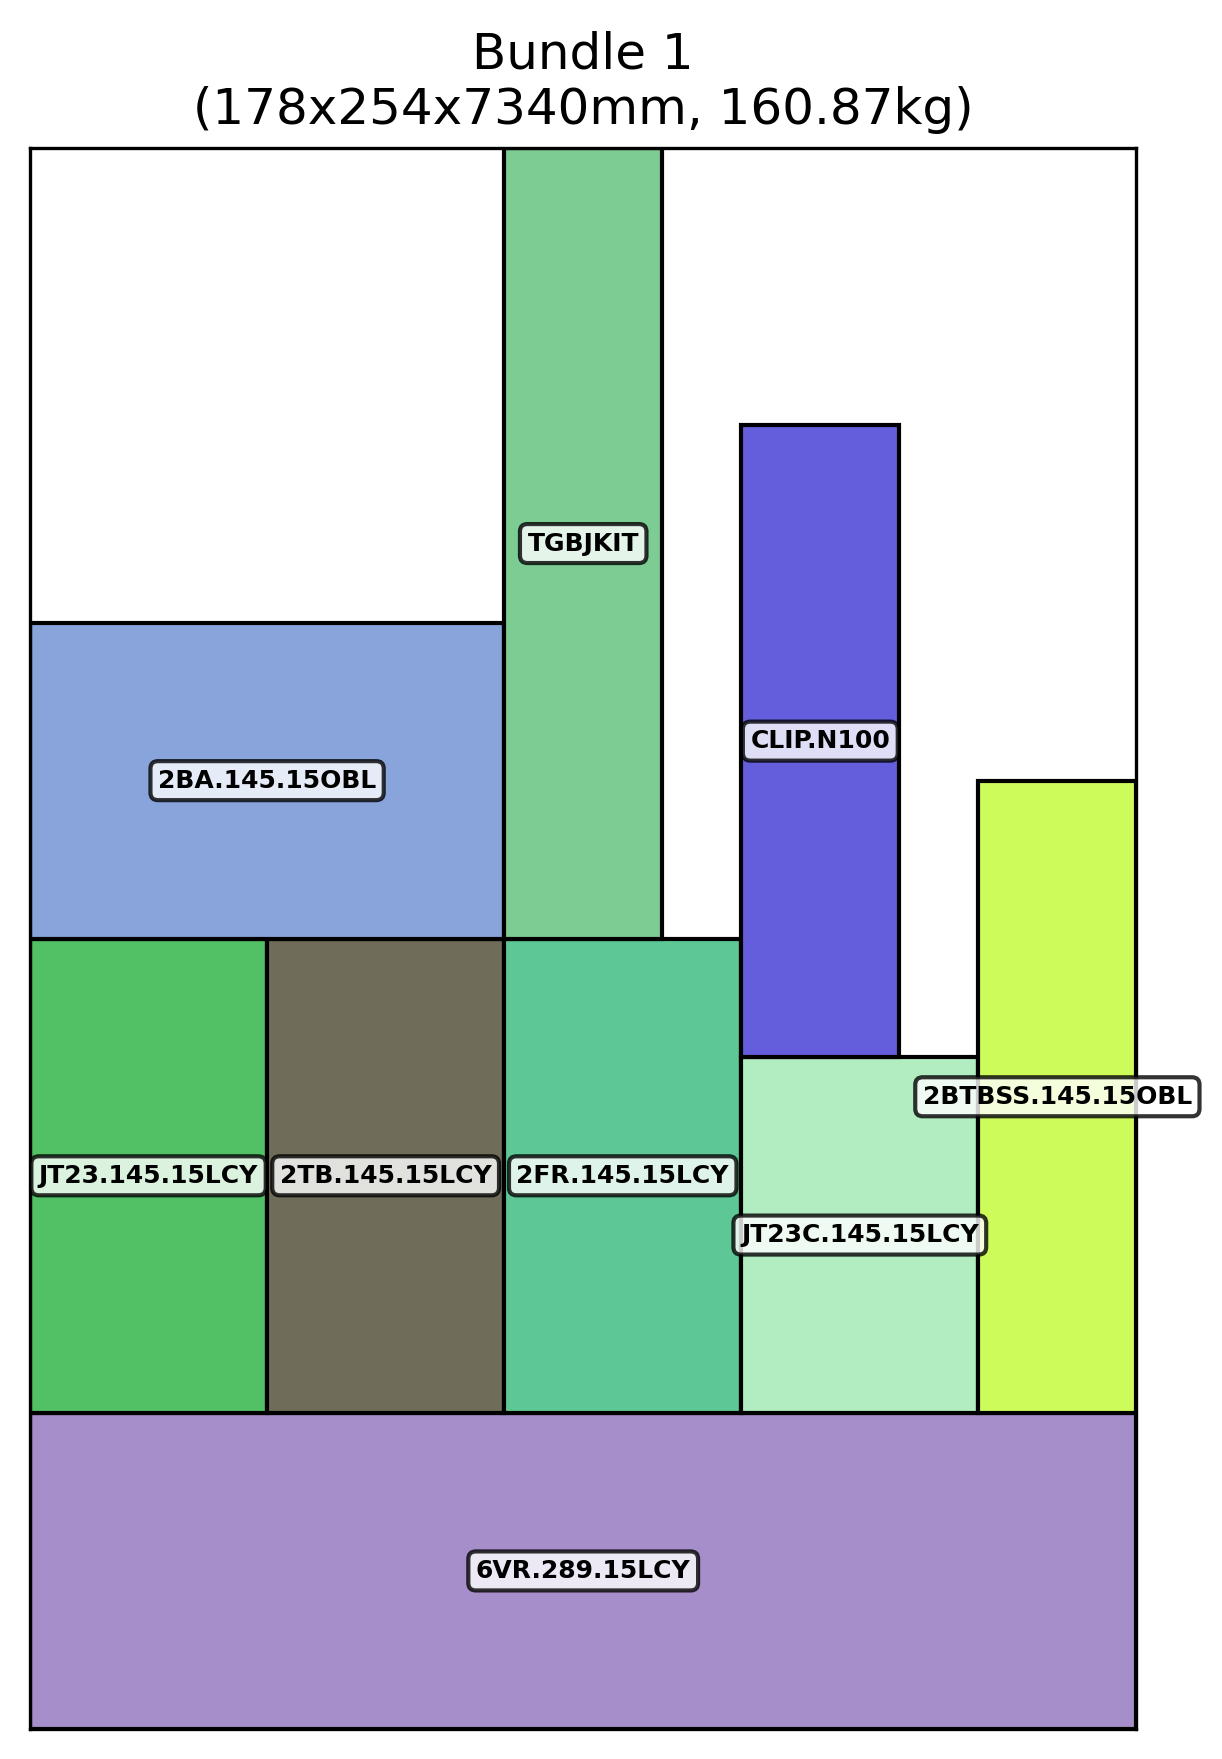 Bundle 1
(178x254x7340mm, 160.87kg)
TGBJKIT
CLIP.N100
2BA.145.15OBL
2BTBSS.145.15OBL
JT23.145.15LCY
2TB.145.15LCY
2FR.145.15LCY
JT23C.145.15LCY
6VR.289.15LCY